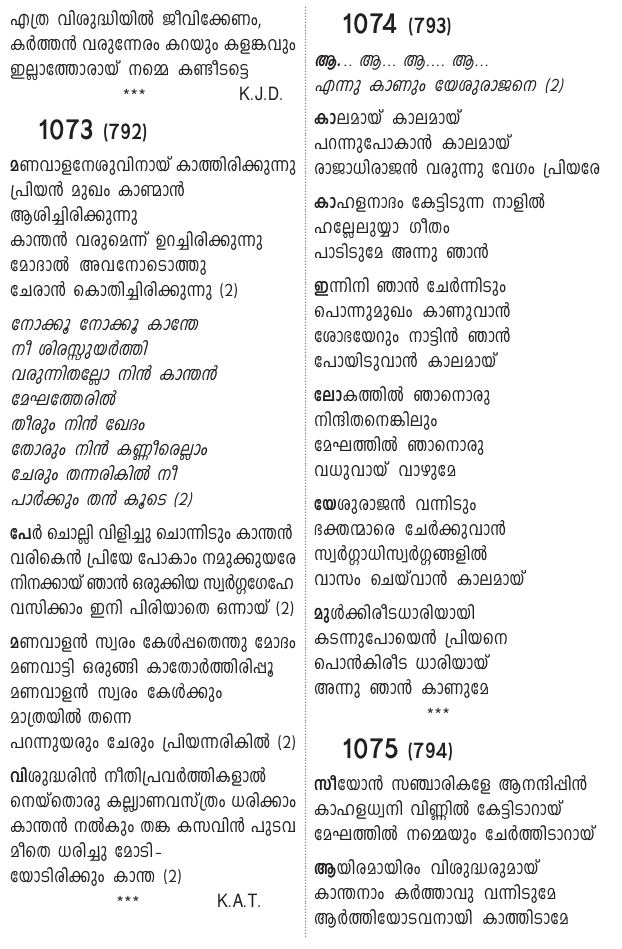 എത്ര വിശുദ്ധിയിൽ ജീവിക്കേണം,
കർത്തൻ വരുന്നേരം കറയും കളങ്കവും
ഇല്ലാത്തോരായ് നമ്മെ കണ്ടീടട്ടെ
*** K.J.D.
1073 (792)
മണവാളനേശുവിനായ് കാത്തിരിക്കുന്നു
പ്രിയൻ മുഖം കാണ്മാൻ
ആശിച്ചിരിക്കുന്നു
കാന്തൻ വരുമെന്ന് ഉറച്ചിരിക്കുന്നു
മോദാൽ അവനോടൊത്തു
ചേരാൻ കൊതിച്ചിരിക്കുന്നു (2)
നോക്കൂ നോക്കൂ കാന്തേ
നീ ശിരസ്സുയർത്തി
വരുന്നിതല്ലോ നിൻ കാന്തൻ
മേഘത്തേരിൽ
തീരും നിൻ ഖേദം
തോരും നിൻ കണ്ണീരെല്ലാം
ചേരും തന്നരികിൽ നീ
പാർക്കും തൻ കൂടെ (2)
പേർ ചൊല്ലി വിളിച്ചു ചൊന്നിടും കാന്തൻ
വരികെൻ പ്രിയേ പോകാം നമുക്കുയരേ
നിനക്കായ് ഞാൻ ഒരുക്കിയ സ്വർഗ്ഗഗേഹേ
വസിക്കാം ഇനി പിരിയാതെ ഒന്നായ് (2)
മണവാളൻ സ്വരം കേൾപ്പതെന്തു മോദം
മണവാട്ടി ഒരുങ്ങി കാതോർത്തിരിപ്പൂ
മണവാളൻ സ്വരം കേൾക്കും
മാത്രയിൽ തന്നെ
പറന്നുയരും ചേരും പ്രിയന്നരികിൽ (2)
വിശുദ്ധരിൻ നീതിപ്രവർത്തികളാൽ
നെയ്തൊരു കല്ല്യാണവസ്ത്രം ധരിക്കാം
കാന്തൻ നൽകും തങ്ക കസവിൻ പുടവ
മീതെ ധരിച്ചു മോടി-
യോടിരിക്കും കാന്ത (2)
*** K.A.T.
1074 (793)
ആ... ആ... ആ.... ആ...
എന്നു കാണും യേശുരാജനെ (2)
കാലമായ് കാലമായ്
പറന്നുപോകാൻ കാലമായ്
രാജാധിരാജൻ വരുന്നു വേഗം പ്രിയരേ
കാഹളനാദം കേട്ടിടുന്ന നാളിൽ
ഹല്ലേലുയ്യാ ഗീതം
പാടിടുമേ അന്നു ഞാൻ
ഇന്നിനി ഞാൻ ചേർന്നിടും
പൊന്നുമുഖം കാണുവാൻ
ശോഭയേറും നാട്ടിൻ ഞാൻ
പോയിടുവാൻ കാലമായ്
ലോകത്തിൽ ഞാനൊരു
നിന്ദിതനെങ്കിലും
മേഘത്തിൽ ഞാനൊരു
വധുവായ് വാഴുമേ
യേശുരാജൻ വന്നിടും
ഭക്തന്മാരെ ചേർക്കുവാൻ
സ്വർഗ്ഗാധിസ്വർഗ്ഗങ്ങളിൽ
വാസം ചെയ്‌വാൻ കാലമായ്
മുൾക്കിരീടധാരിയായി
കടന്നുപോയെൻ പ്രിയനെ
പൊൻകിരീട ധാരിയായ്
അന്നു ഞാൻ കാണുമേ
***
1075 (794)
സീയോൻ സഞ്ചാരികളേ ആനന്ദിപ്പിൻ
കാഹളധ്വനി വിണ്ണിൽ കേട്ടിടാറായ്
മേഘത്തിൽ നമ്മെയും ചേർത്തിടാറായ്
ആയിരമായിരം വിശുദ്ധരുമായ്
കാന്തനാം കർത്താവു വന്നിടുമേ
ആർത്തിയോടവനായി കാത്തിടാമേ